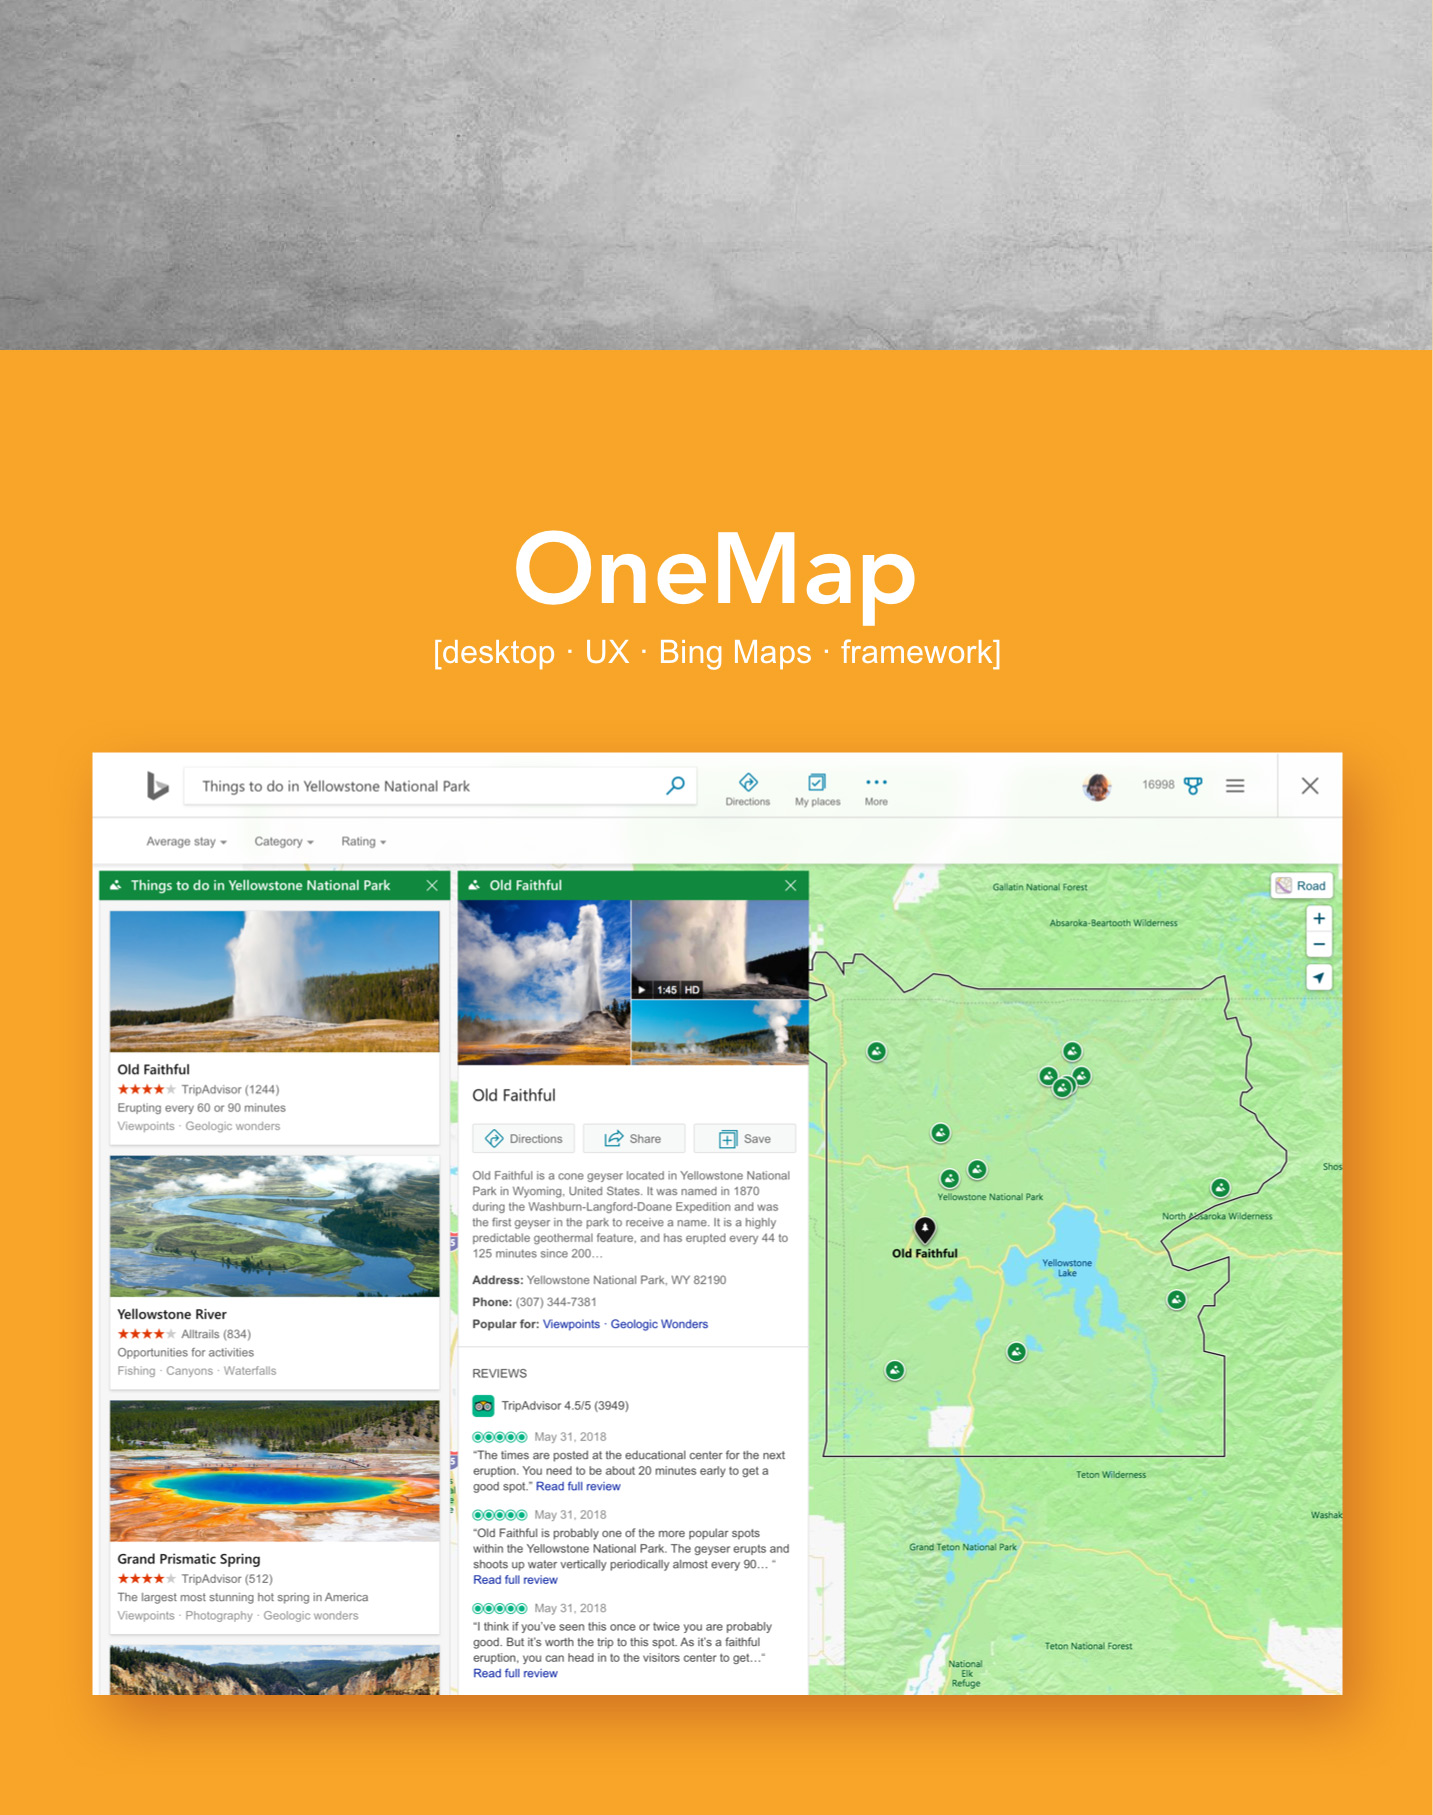 OneMap
[desktop · UX · Bing Maps · framework]
Things to do in Yellowstone National Park
Directions
My places
More
16998
Average stay
Category
Rating
Things to do in Yellowstone National Park
Old Faithful
TripAdvisor (1244)
Erupting every 60 or 90 minutes
Viewpoints · Geologic wonders
Yellowstone River
Alltrails (834)
Opportunities for activities
Fishing · Canyons · Waterfalls
Grand Prismatic Spring
TripAdvisor (512)
The largest most stunning hot spring in America
Viewpoints · Photography · Geologic wonders
Old Faithful
1:45 HD
Old Faithful
Directions
Share
Save
Old Faithful is a cone geyser located in Yellowstone National
Park in Wyoming, United States. It was named in 1870
during the Washburn-Langford-Doane Expedition and was
the first geyser in the park to receive a name. It is a highly
predictable geothermal feature, and has erupted every 44 to
125 minutes since 200...
Address: Yellowstone National Park, WY 82190
Phone: (307) 344-7381
Popular for: Viewpoints · Geologic Wonders
REVIEWS
TripAdvisor 4.5/5 (3949)
May 31, 2018
“The times are posted at the educational center for the next
eruption. You need to be about 20 minutes early to get a
good spot.” Read full review
May 31, 2018
“Old Faithful is probably one of the more popular spots
within the Yellowstone National Park. The geyser erupts and
shoots up water vertically periodically almost every 90... “
Read full review
May 31, 2018
“I think if you've seen this once or twice you are probably
good. But it's worth the trip to this spot. As it's a faithful
eruption, you can head in to the visitors center to get...“
Read full review
Gallatin National Forest
Road
Absaroka-Beartooth Wilderness
Shos
Yellowstone National Park
North Absaroka Wilderness
Old Faithful
Yellowstone
Lake
Teton Wilderness
Washak
Grand Teton National Park
Teton National Forest
National
Elk
Refuge